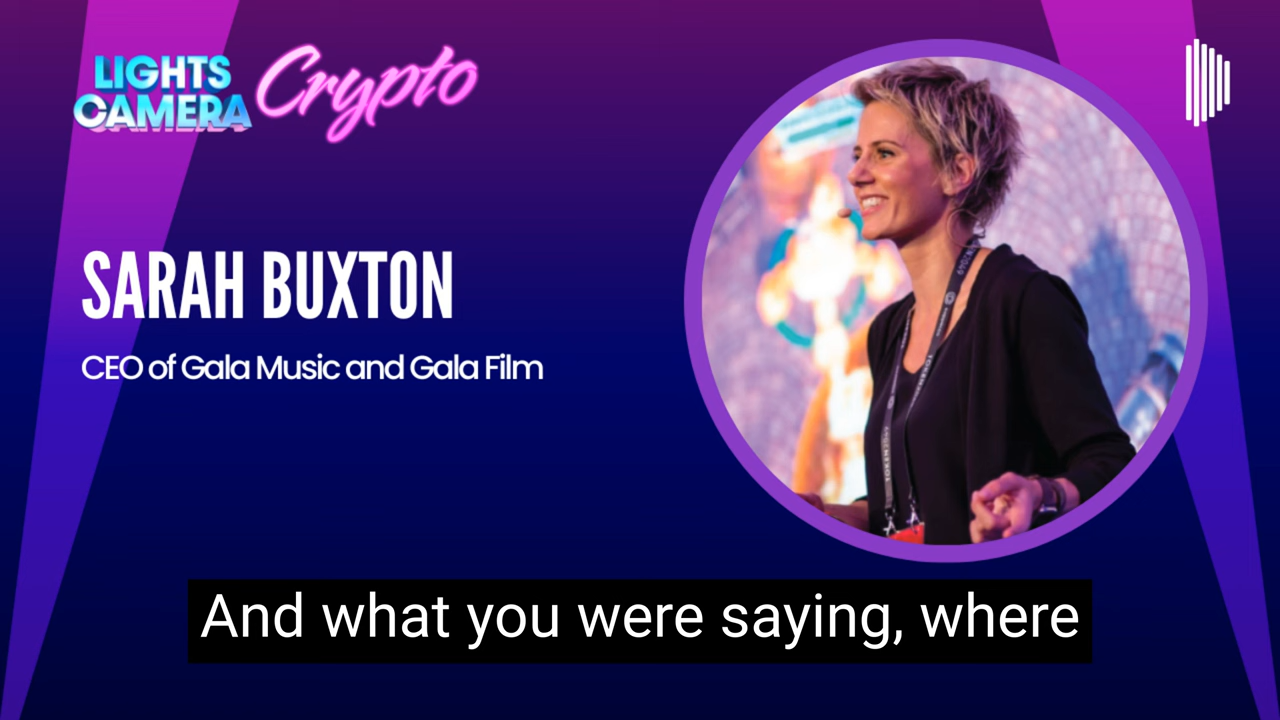 LIGHTS
CAMERA Crypto
SARAH BUXTON
CEO of Gala Music and Gala Film
And what you were saying, where